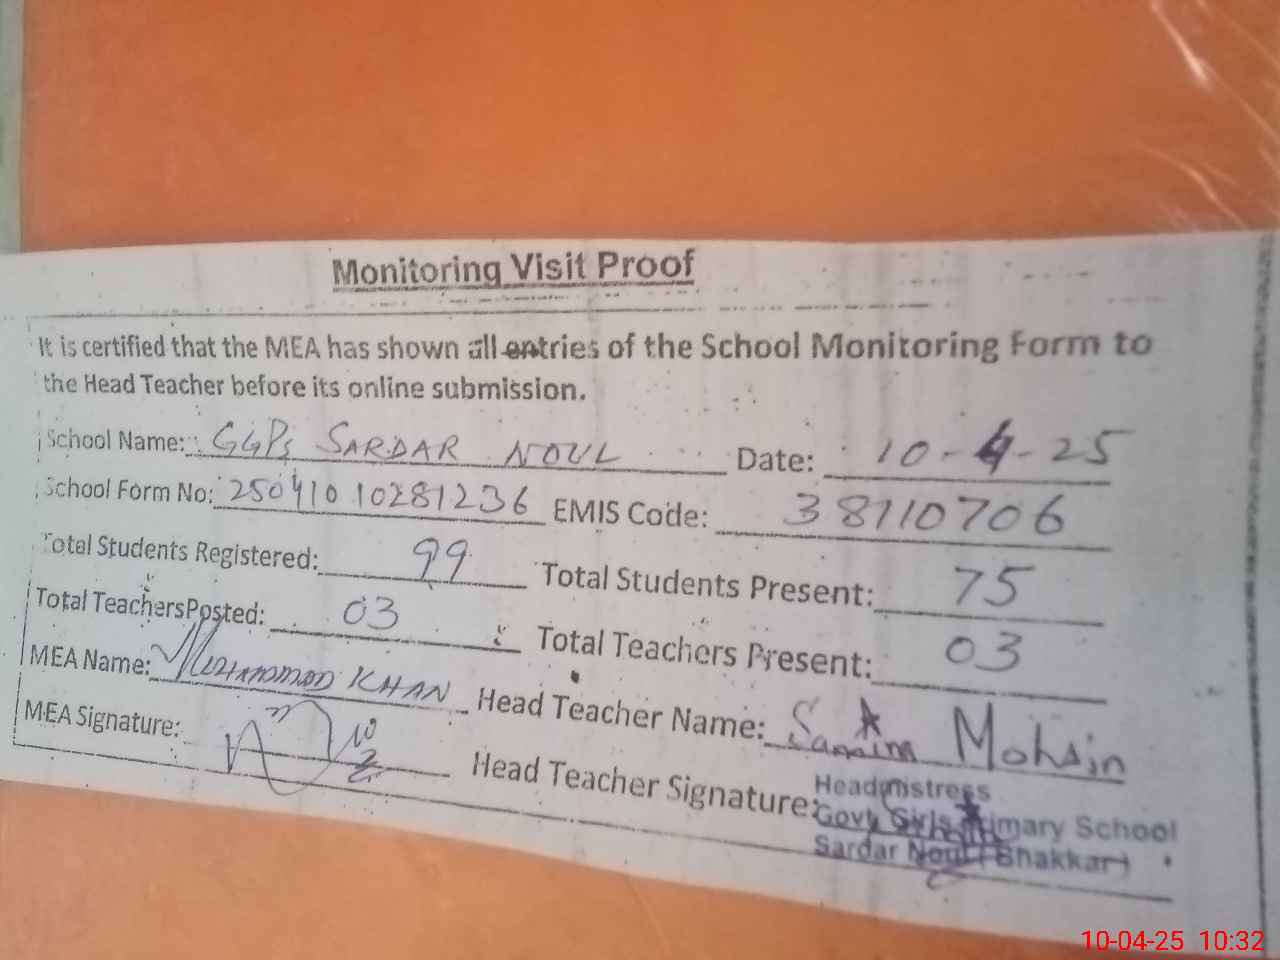 Monitoring Visit Proof
It is certified that the MEA has shown all entries of the School Monitoring Form to
the Head Teacher before its online submission.
School Name: GGPS SARDAR NOUL Date: 10-4-25
School Form No: 25041010281236 EMIS Code: 38110706
Total Students Registered: 99 Total Students Present: 75
Total Teachers Posted: 03 Total Teachers Present: 03
MEA Name: MUHAMMAD KHAN Head Teacher Name: Mohsin
MEA Signature: Head Teacher Signature:
Headmistress
Govt Girls Primary School
Sardar Noul (Bhakkar)
10-04-25 10:32